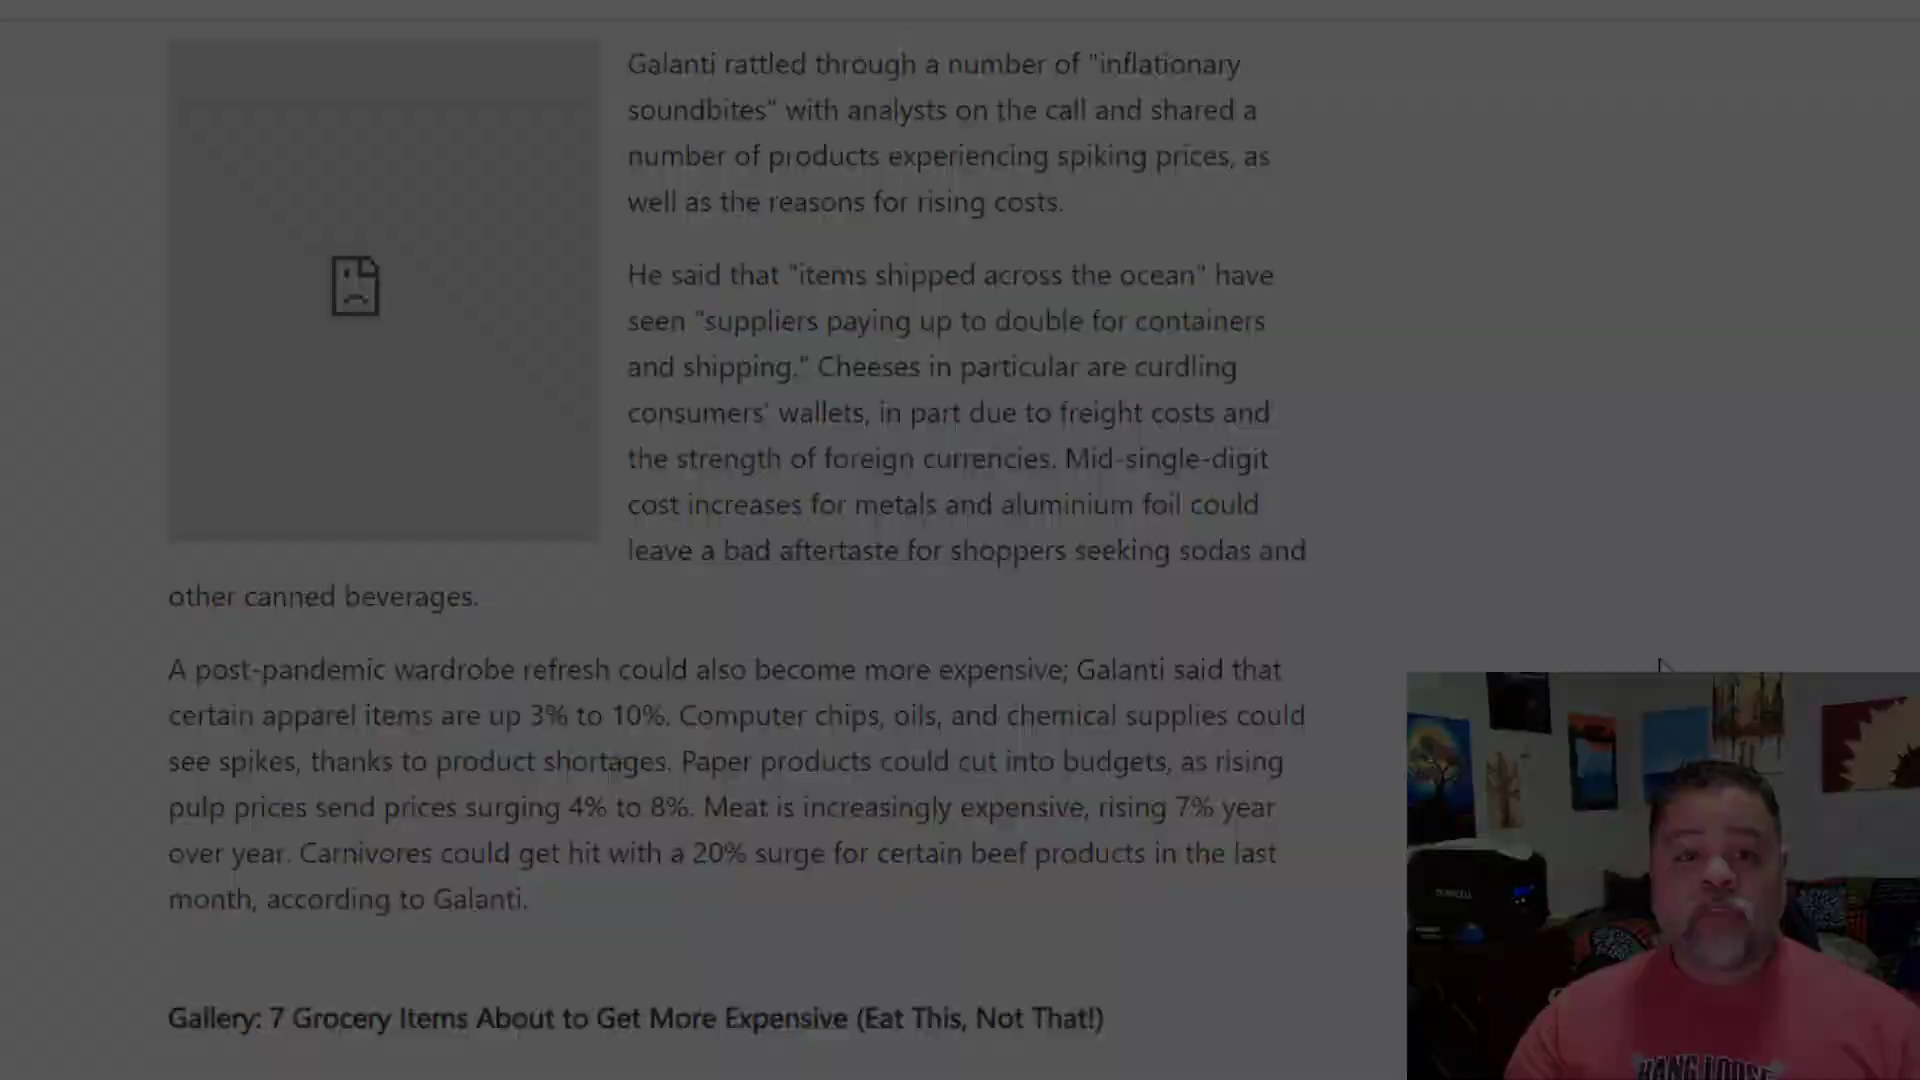 Galanti rattled through a number of "inflationary
soundbites" with analysts on the call and shared a
number of products experiencing spiking prices, as
well as the reasons for rising costs.
He said that "items shipped across the ocean" have
seen "suppliers paying up to double for containers
and shipping." Cheeses in particular are curdling
consumers' wallets, in part due to freight costs and
the strength of foreign currencies. Mid-single-digit
cost increases for metals and aluminium foil could
leave a bad aftertaste for shoppers seeking sodas and
other canned beverages.
A post-pandemic wardrobe refresh could also become more expensive; Galanti said that
certain apparel items are up 3% to 10%. Computer chips, oils, and chemical supplies could
see spikes, thanks to product shortages. Paper products could cut into budgets, as rising
pulp prices send prices surging 4% to 8%. Meat is increasingly expensive, rising 7% year
over year. Carnivores could get hit with a 20% surge for certain beef products in the last
month, according to Galanti.
Gallery: 7 Grocery Items About to Get More Expensive (Eat This, Not That!)
DURACELL
HANG LOOSE